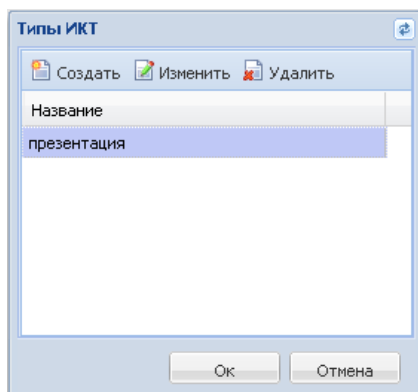 Типы ИКТ
Создать Изменить Удалить
Название
презентация
Ок Отмена